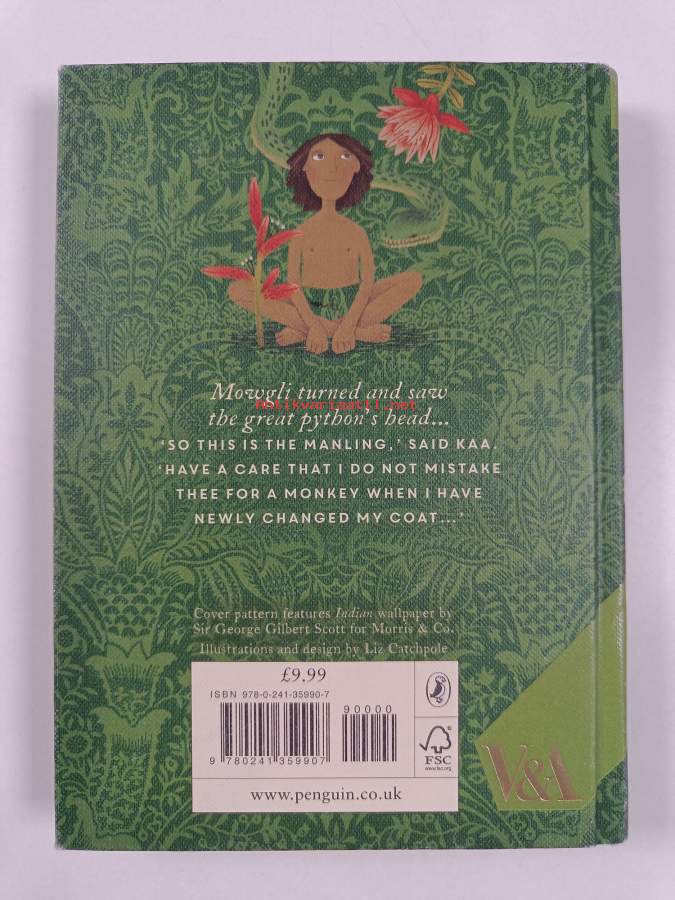 Mowgli turned and saw
Antikvariaatti.net
the great python's head...
'SO THIS IS THE MANLING,' SAID KAA.
'HAVE A CARE THAT I DO NOT MISTAKE
THEE FOR A MONKEY WHEN I HAVE
NEWLY CHANGED MY COAT...'
Cover pattern features Indian wallpaper by
Sir George Gilbert Scott for Morris & Co.
Illustrations and design by Liz Catchpole
£9.99
ISBN 978-0-241-35990-7
90000
9 780241 359907
FSC
www.fsc.org
www.penguin.co.uk
V&A